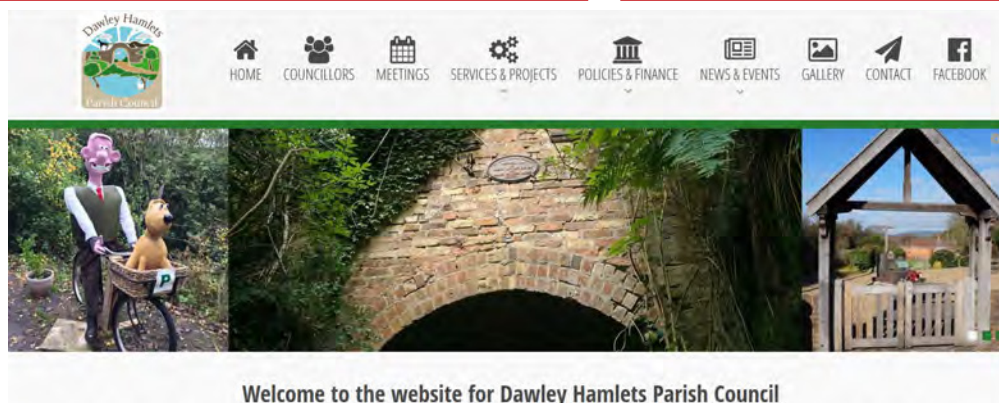 Dawley Hamlets
Parish Council
HOME COUNCILLORS MEETINGS SERVICES & PROJECTS POLICIES & FINANCE NEWS & EVENTS GALLERY CONTACT FACEBOOK
P
Welcome to the website for Dawley Hamlets Parish Council